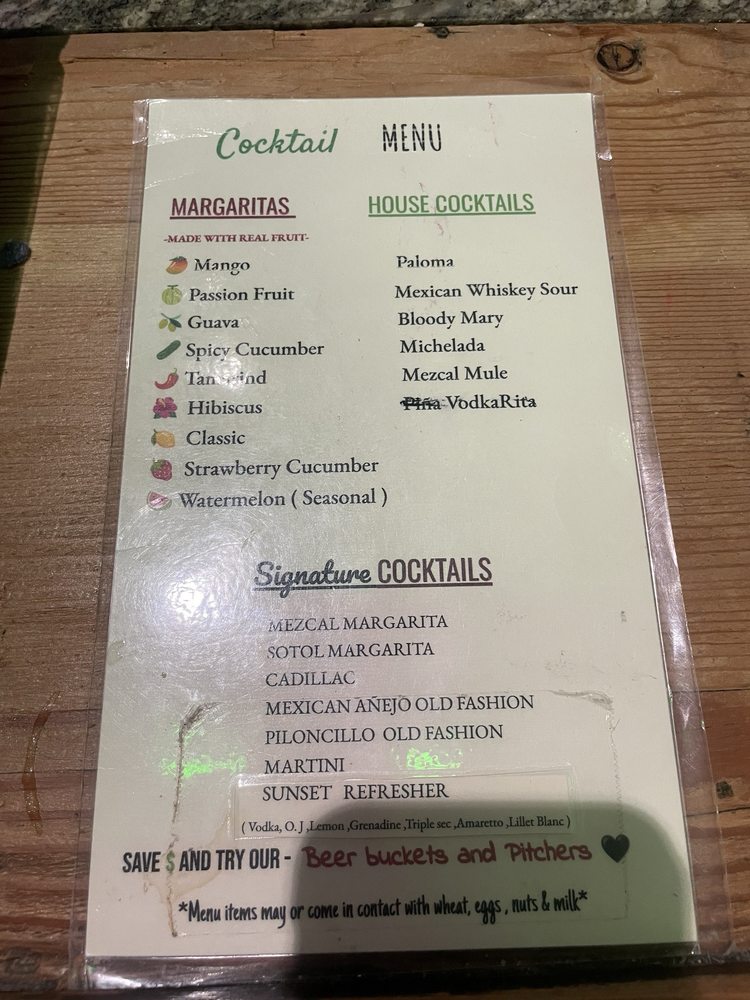 Cocktail MENU
MARGARITAS
-MADE WITH REAL FRUIT-
Mango
Passion Fruit
Guava
Spicy Cucumber
Hibiscus
Classic
Strawberry Cucumber
Watermelon ( Seasonal )
HOUSE COCKTAILS
Paloma
Mexican Whiskey Sour
Bloody Mary
Michelada
Mezcal Mule
Piña VodkaRita
Signature COCKTAILS
MEZCAL MARGARITA
SOTOL MARGARITA
CADILLAC
MEXICAN AÑEJO OLD FASHION
PILONCILLO OLD FASHION
MARTINI
SUNSET REFRESHER
( Vodka, O. J ,Lemon ,Grenadine ,Triple sec ,Amaretto ,Lillet Blanc )
SAVE $ AND TRY OUR - Beer buckets and Pitchers
*Menu items may or come in contact with wheat, eggs , nuts & milk*